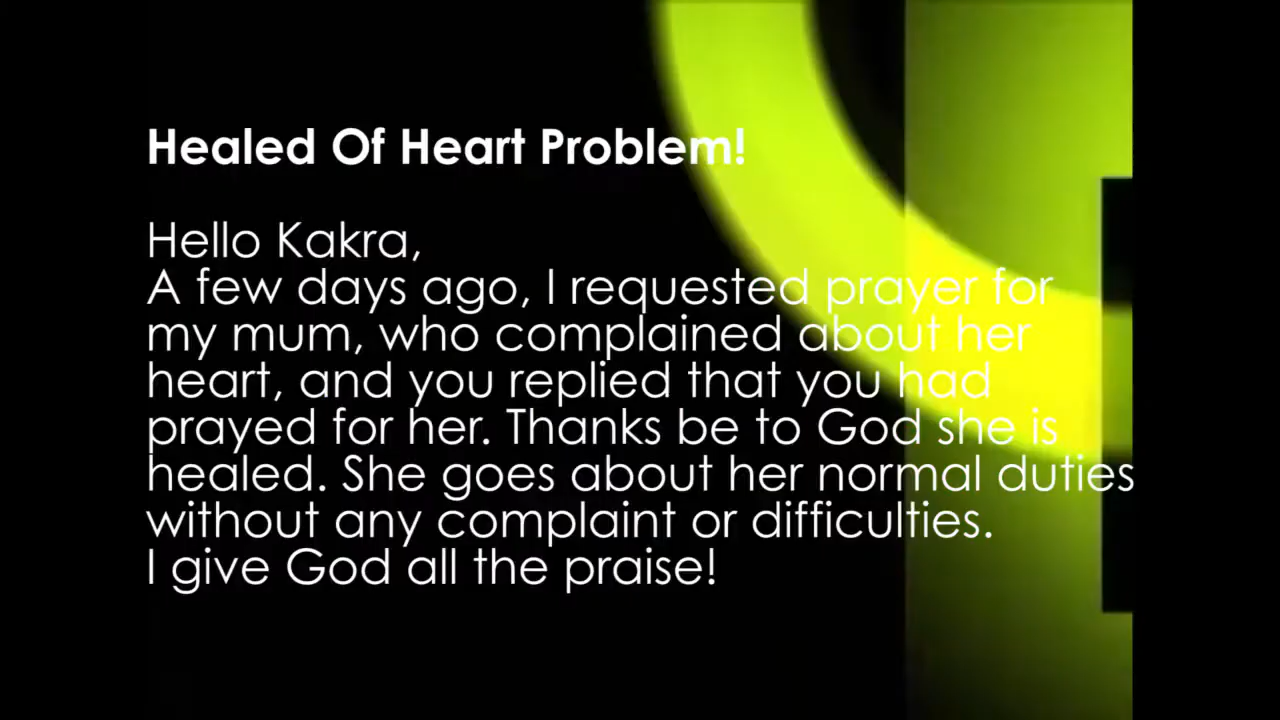 Healed Of Heart Problem!
Hello Kakra,
A few days ago, I requested prayer for
my mum, who complained about her
heart, and you replied that you had
prayed for her. Thanks be to God she is
healed. She goes about her normal duties
without any complaint or difficulties.
I give God all the praise!